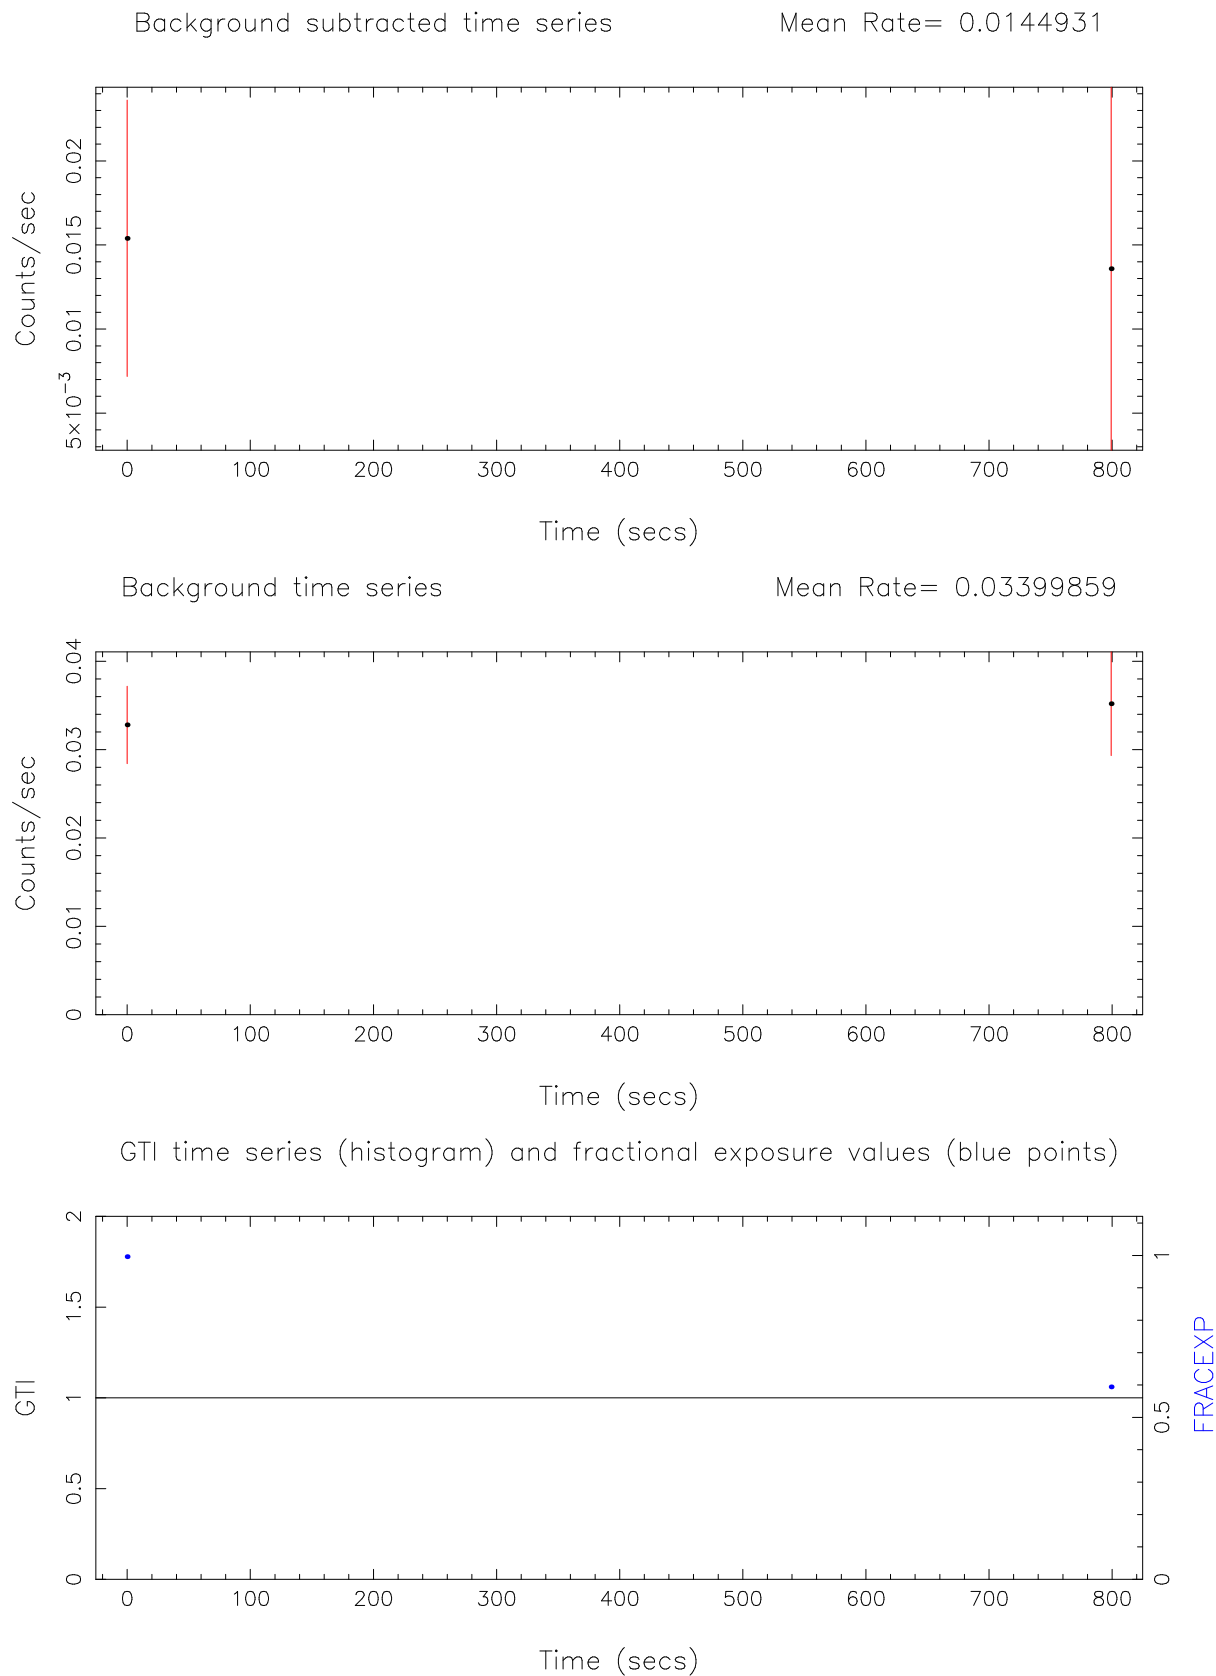 Background subtracted time series Mean Rate= 0.0144931
Counts/sec
0.02
0.015
0.01
5×10⁻³
0 100 200 300 400 500 600 700 800
Time (secs)
Background time series Mean Rate= 0.03399859
Counts/sec
0.04
0.03
0.02
0.01
0
0 100 200 300 400 500 600 700 800
Time (secs)
GTI time series (histogram) and fractional exposure values (blue points)
GTI
2
1.5
1
0.5
0
1
0.5
0
FRACEXP
0 100 200 300 400 500 600 700 800
Time (secs)